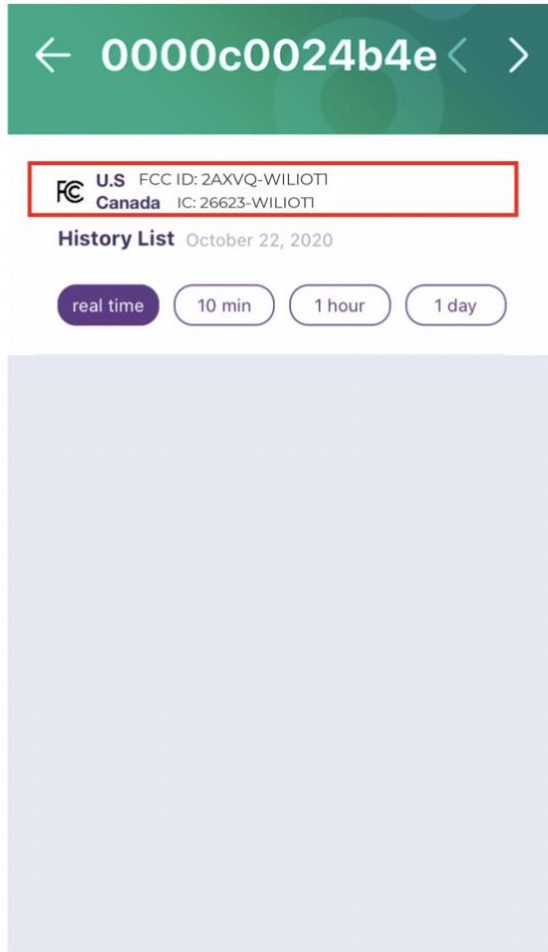 0000c0024b4e
FC U.S FCC ID: 2AXVQ-WILIOT1
Canada IC: 26623-WILIOT1
History List October 22, 2020
real time 10 min 1 hour 1 day